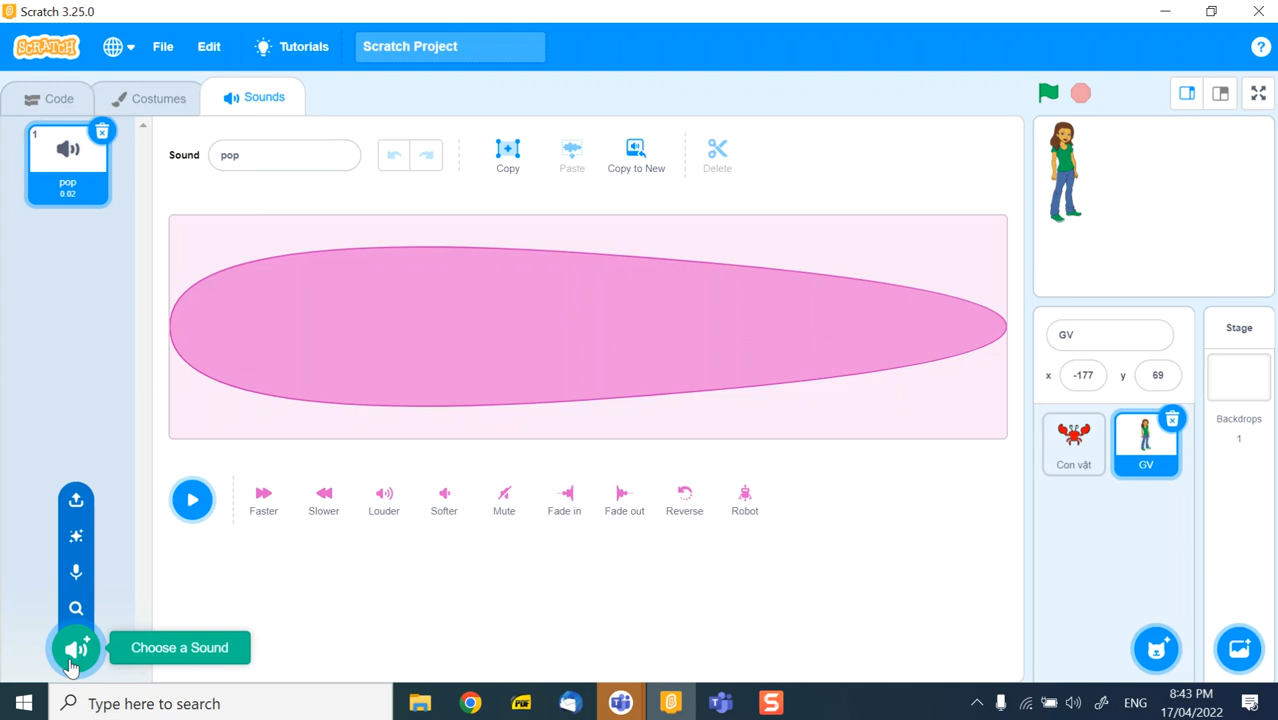 Scratch 3.25.0
SCRATCH File Edit Tutorials Scratch Project ?
Code Costumes Sounds
1
pop
0.02
Sound pop Copy Paste Copy to New Delete
Faster Slower Louder Softer Mute Fade in Fade out Reverse Robot
Choose a Sound
GV
x -177 y 69
Con vật GV
Stage
Backdrops
1
Type here to search
PDF
S
ENG
8:43 PM
17/04/2022